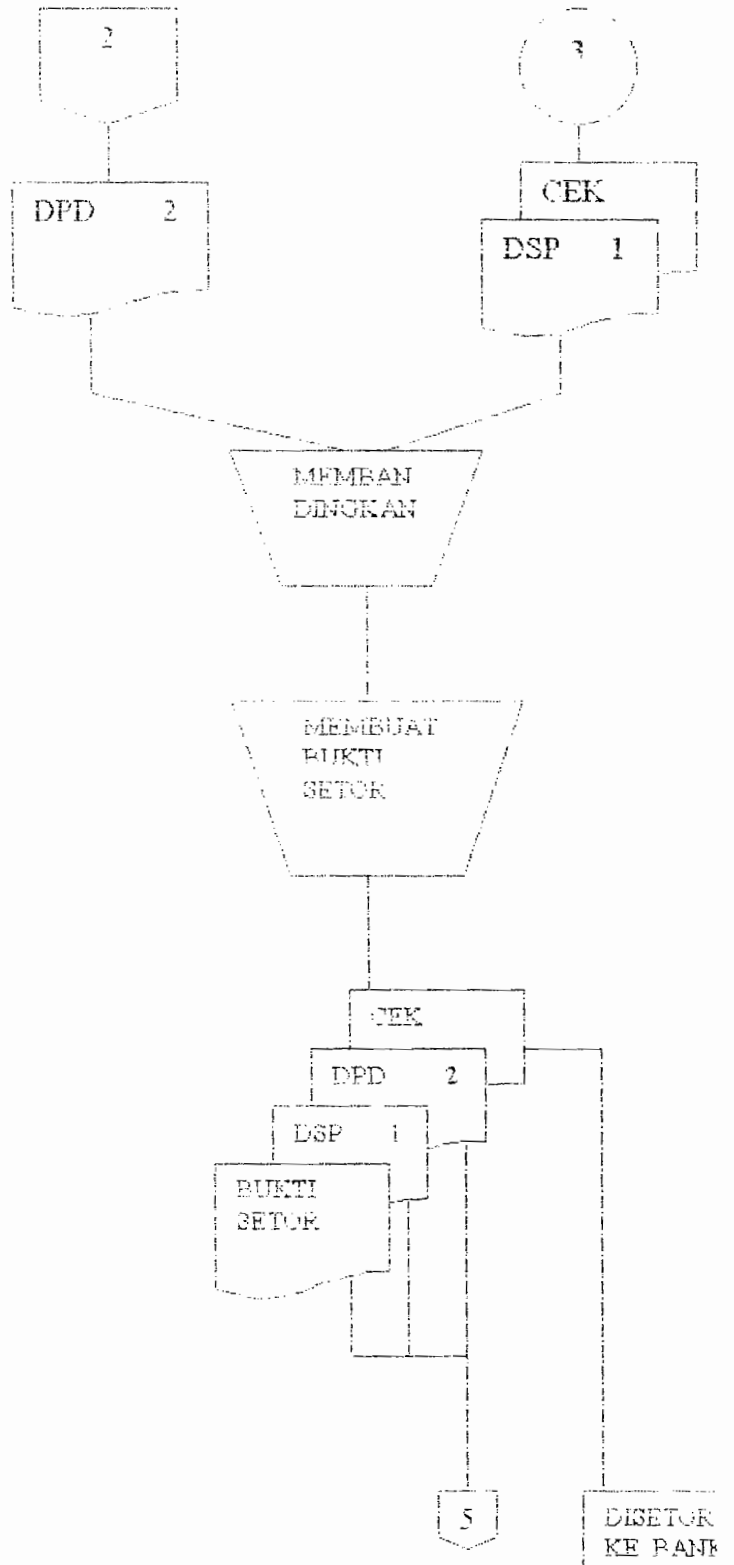 2
3
DPD 2
CEK
DSP 1
MEMBAN
DINGKAN
MEMBUAT
BUKTI
SETOR
CEK
DPD 2
DSP 1
BUKTI
SETOR
5
DISETOR
KE BANK